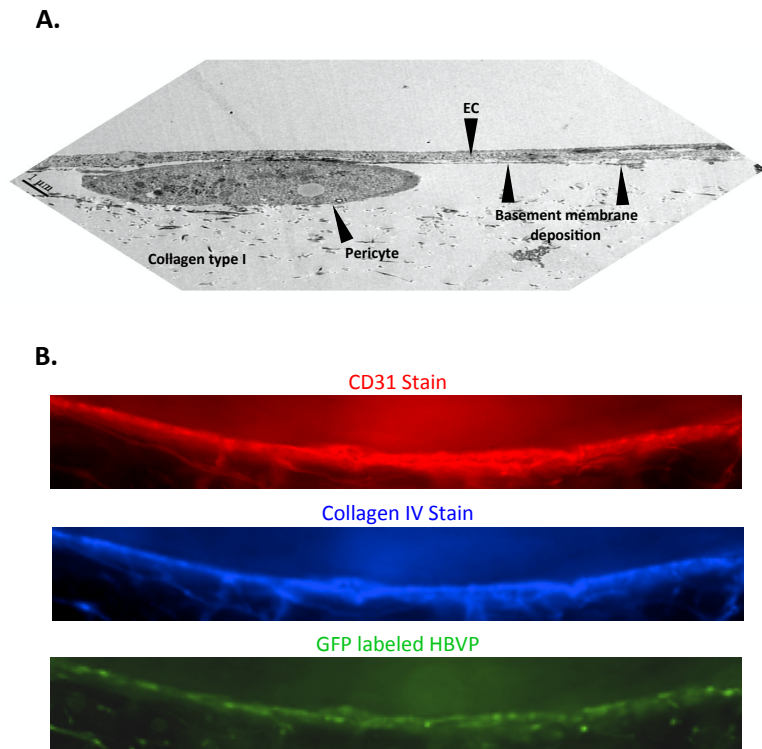 A.
EC
1 µm
Basement membrane
deposition
Pericyte
Collagen type I
B.
CD31 Stain
Collagen IV Stain
GFP labeled HBVP